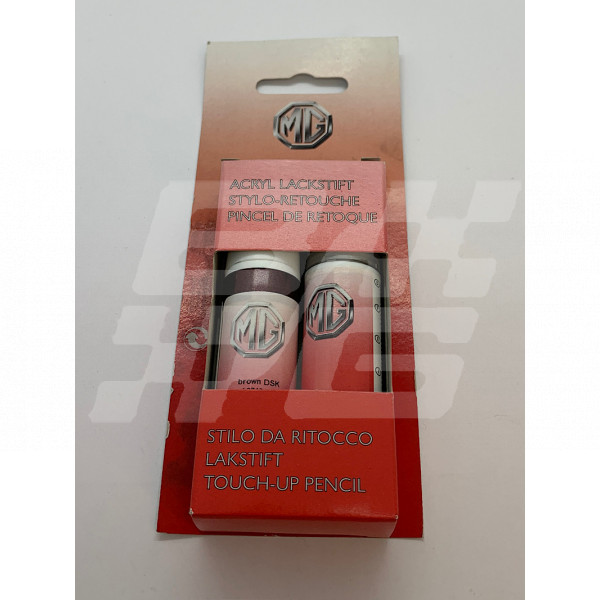 MG
ACRYL LACKSTIFT
STYLO-RETOUCHE
PINCEL DE RETOQUE
MG
MG
brown DSK
STILO DA RITOCCO
LAKSTIFT
TOUCH-UP PENCIL